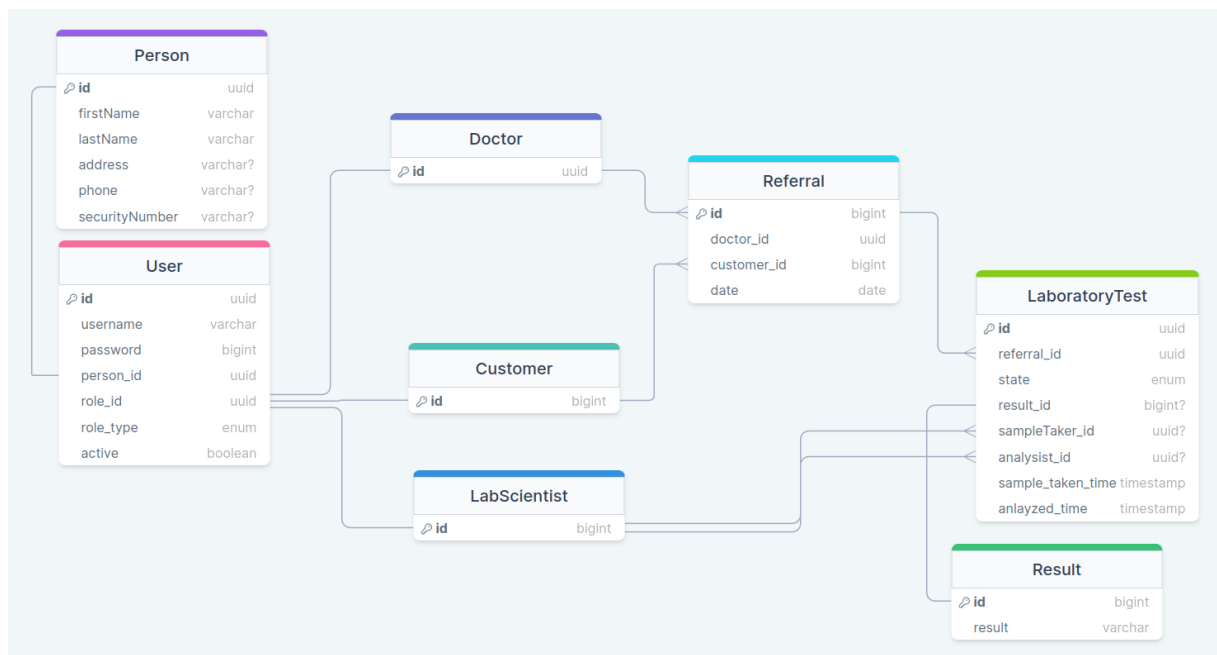 Person
id uuid
firstName varchar
lastName varchar
address varchar?
phone varchar?
securityNumber varchar?
User
id uuid
username varchar
password bigint
person_id uuid
role_id uuid
role_type enum
active boolean
Doctor
id uuid
Customer
id bigint
LabScientist
id bigint
Referral
id bigint
doctor_id uuid
customer_id bigint
date date
LaboratoryTest
id uuid
referral_id uuid
state enum
result_id bigint?
sampleTaker_id uuid?
analysist_id uuid?
sample_taken_time timestamp
anlayzed_time timestamp
Result
id bigint
result varchar